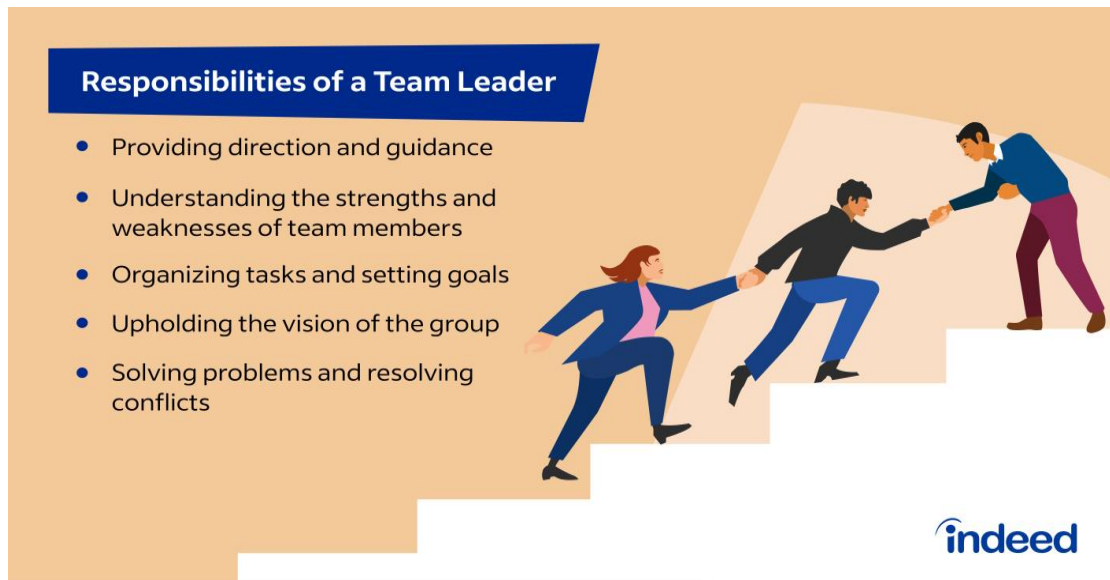 Responsibilities of a Team Leader
• Providing direction and guidance
• Understanding the strengths and
weaknesses of team members
• Organizing tasks and setting goals
• Upholding the vision of the group
• Solving problems and resolving
conflicts
indeed